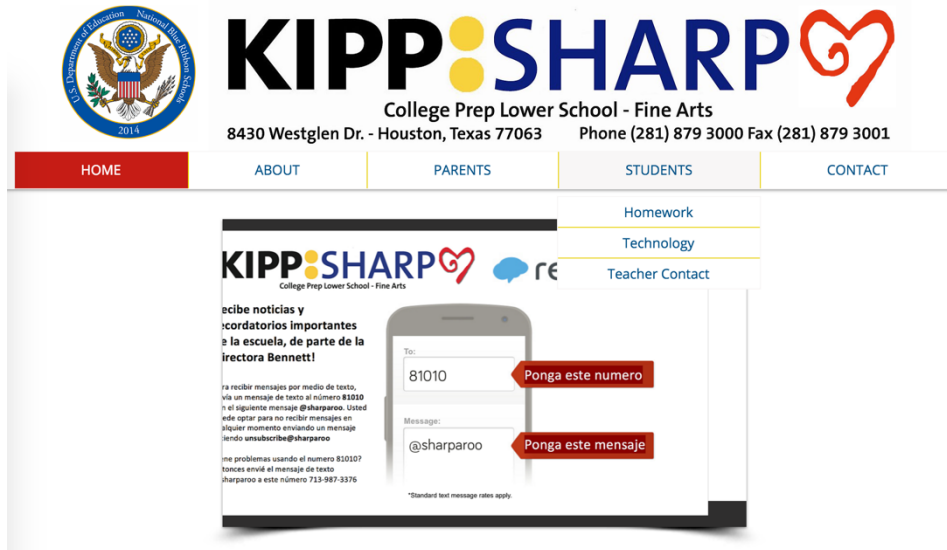 U.S. Department of Education National Blue Ribbon Schools
2014
KIPP:SHARP
College Prep Lower School - Fine Arts
8430 Westglen Dr. - Houston, Texas 77063 Phone (281) 879 3000 Fax (281) 879 3001
HOME ABOUT PARENTS STUDENTS CONTACT
Homework
Technology
Teacher Contact
KIPP:SHARP re
College Prep Lower School - Fine Arts
ecibe noticias y
cordatorios importantes
e la escuela, de parte de la
irectora Bennett!
ra recibir mensajes por medio de texto,
vía un mensaje de texto al número 81010
n el siguiente mensaje @sharparoo. Usted
ede optar para no recibir mensajes en
alquier momento enviando un mensaje
ciendo unsubscribe@sharparoo
ne problemas usando el numero 81010?
tonces envié el mensaje de texto
sharparoo a este número 713-987-3376
To:
81010
Ponga este numero
Message:
@sharparoo
Ponga este mensaje
*Standard text message rates apply.